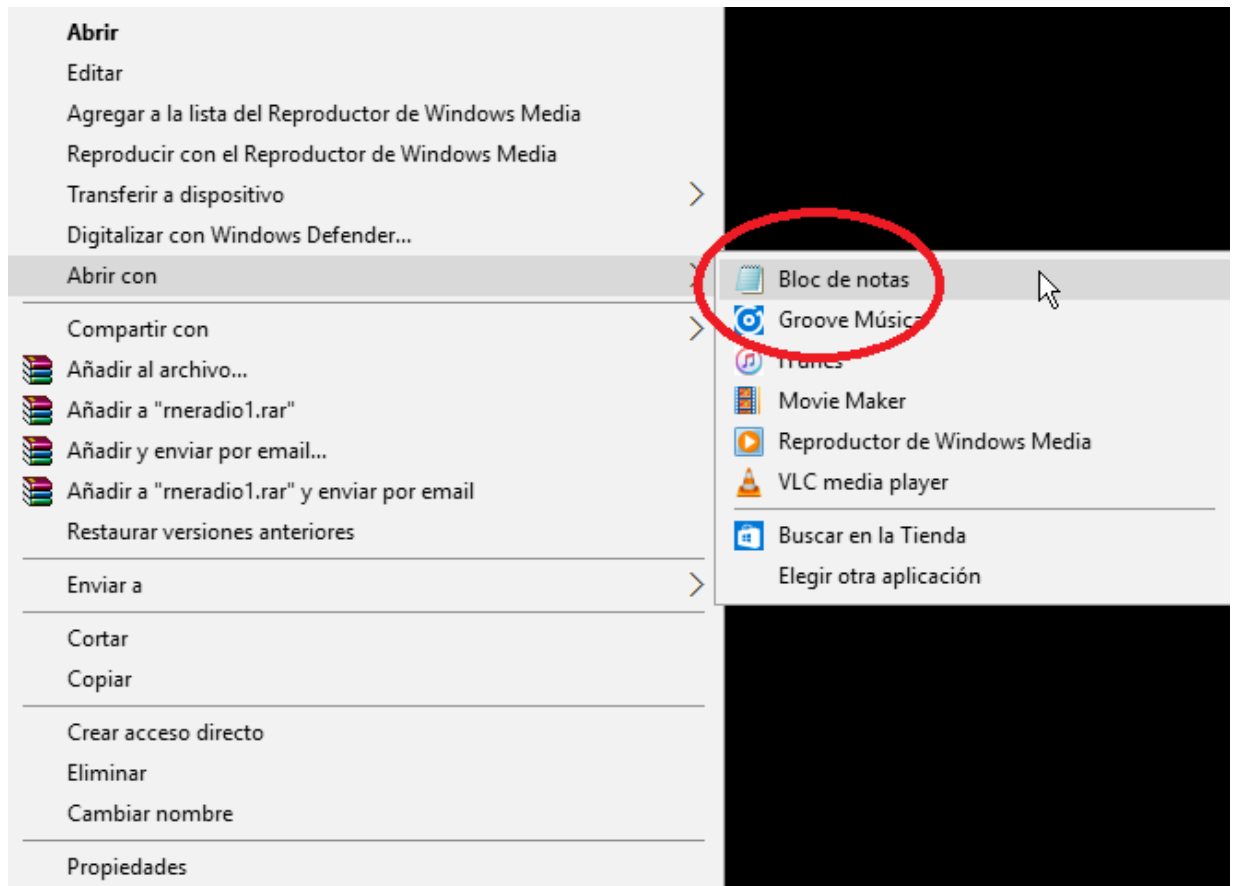 Abrir
Editar
Agregar a la lista del Reproductor de Windows Media
Reproducir con el Reproductor de Windows Media
Transferir a dispositivo
Digitalizar con Windows Defender...
Abrir con
Compartir con
Añadir al archivo...
Añadir a "rneradio1.rar"
Añadir y enviar por email...
Añadir a "rneradio1.rar" y enviar por email
Restaurar versiones anteriores
Enviar a
Cortar
Copiar
Crear acceso directo
Eliminar
Cambiar nombre
Propiedades
Bloc de notas
Groove Música
iTunes
Movie Maker
Reproductor de Windows Media
VLC media player
Buscar en la Tienda
Elegir otra aplicación